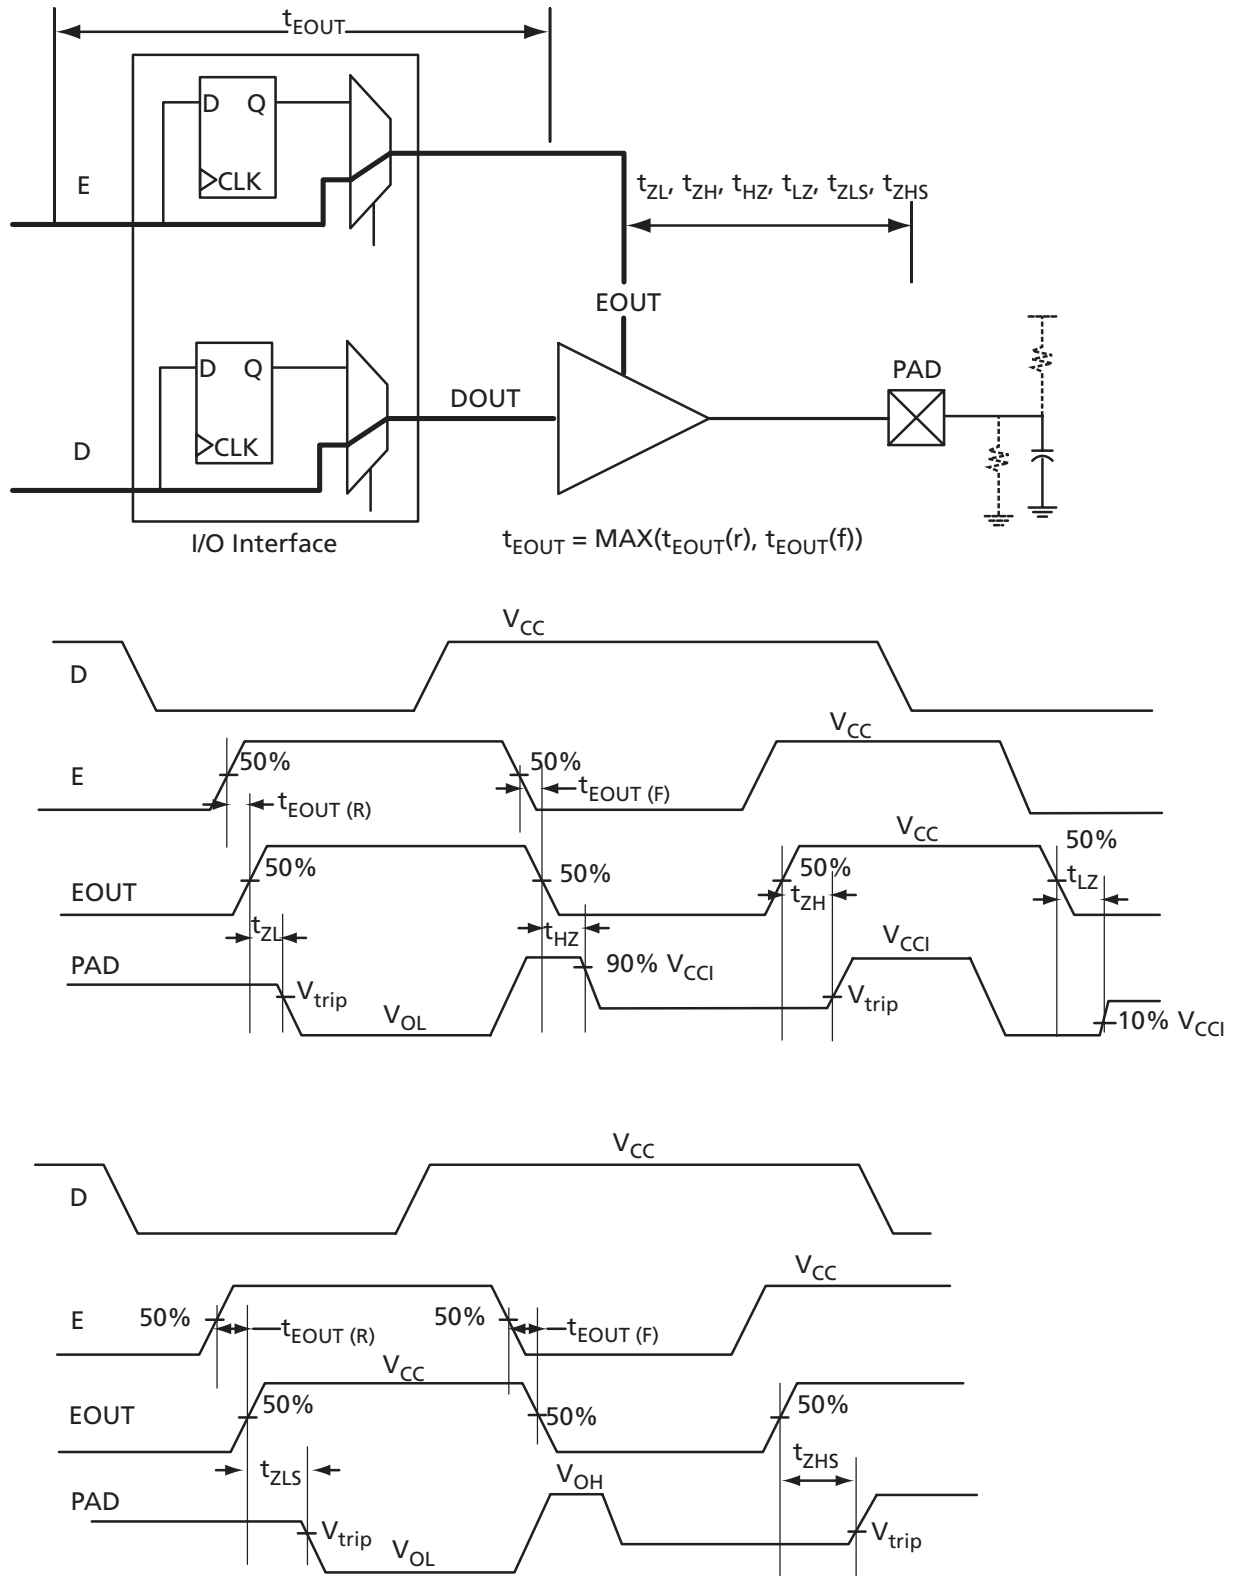 tEOUT
D Q
CLK
E
tZL, tZH, tHZ, tLZ, tZLS, tZHS
EOUT
D Q
CLK
DOUT
PAD
D
I/O Interface
tEOUT = MAX(tEOUT(r), tEOUT(f))
VCC
D
VCC
50%
50%
E
tEOUT (R)
tEOUT (F)
VCC
50%
50%
50%
50%
EOUT
tZL
tHZ
tZH
tLZ
PAD
VCCI
90% VCCI
Vtrip
Vtrip
VOL
10% VCCI
VCC
D
VCC
E
50%
50%
tEOUT (R)
tEOUT (F)
VCC
EOUT
50%
50%
50%
tZLS
tZHS
VOH
PAD
Vtrip
Vtrip
VOL